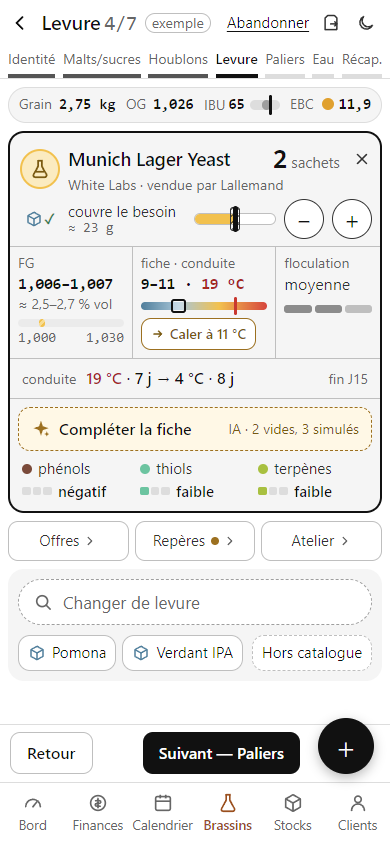 Levure 4/7 exemple Abandonner
Identité Malts/sucres Houblons Levure Paliers Eau Récap.
Grain 2,75 kg OG 1,026 IBU 65 EBC 11,9
Munich Lager Yeast 2 sachets
White Labs · vendue par Lallemand
couvre le besoin
≈ 23 g
FG
1,006–1,007
≈ 2,5–2,7 % vol
1,000 1,030
fiche · conduite
9–11 · 19 °C
→ Caler à 11 °C
floculation
moyenne
conduite 19 °C · 7 j → 4 °C · 8 j fin J15
Compléter la fiche IA · 2 vides, 3 simulés
phénols thiols terpènes
négatif faible faible
Offres Repères Atelier
Changer de levure
Pomona Verdant IPA Hors catalogue
Retour Suivant — Paliers
Bord Finances Calendrier Brassins Stocks Clients